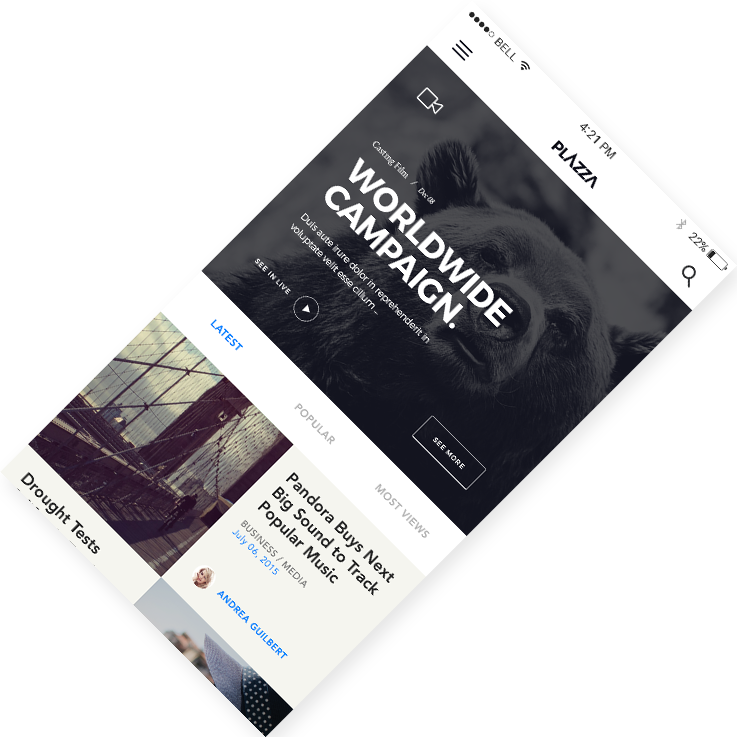 BELL
4:21 PM
22%
PLAZZA
Casting Film / Dec 08
WORLDWIDE
CAMPAIGN.
Duis aute irure dolor in reprehenderit in
voluptate velit esse cillum _
SEE IN LIVE
SEE MORE
LATEST
POPULAR
MOST VIEWS
Pandora Buys Next
Big Sound to Track
Popular Music
BUSINESS / MEDIA
July 06, 2015
ANDREA GUILBERT
Drought Tests